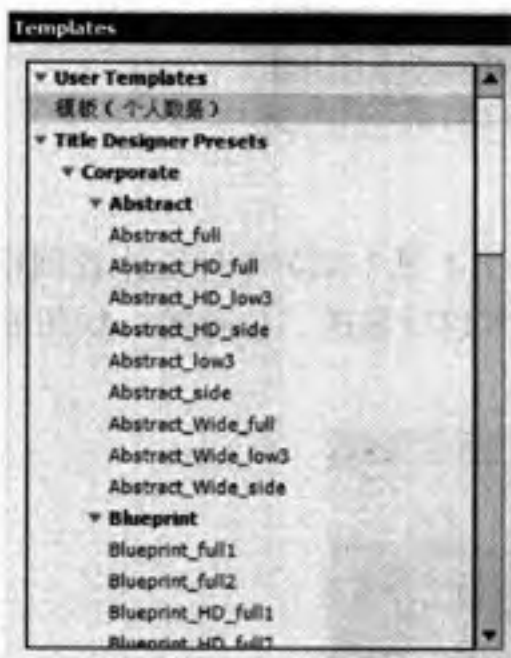 Templates
User Templates
模板（个人数据）
Title Designer Presets
Corporate
Abstract
Abstract_full
Abstract_HD_full
Abstract_HD_low3
Abstract_HD_side
Abstract_low3
Abstract_side
Abstract_Wide_full
Abstract_Wide_low3
Abstract_Wide_side
Blueprint
Blueprint_full1
Blueprint_full2
Blueprint_HD_full1
Blueprint_HD_full2